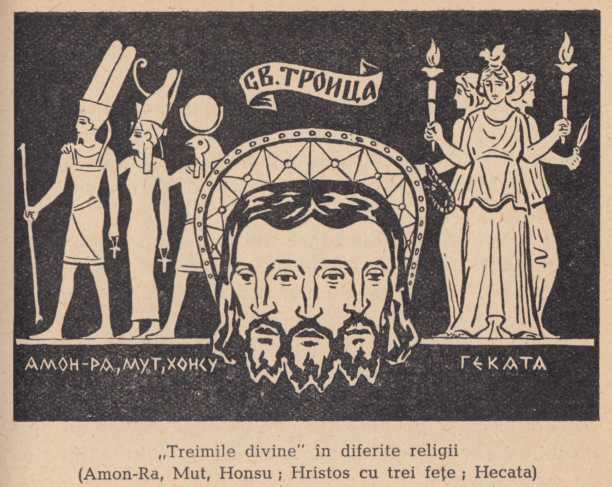 СВ. ТРОИЦА
АМОН-РА, МУТ, ХОНСУ
ГЕКАТА
„Treimile divine" în diferite religii
(Amon-Ra, Mut, Honsu ; Hristos cu trei fețe ; Hecata)